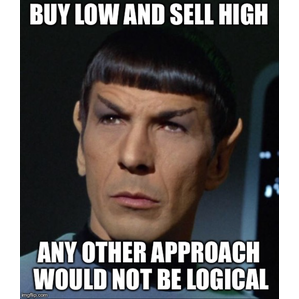 BUY LOW AND SELL HIGH
ANY OTHER APPROACH
WOULD NOT BE LOGICAL
imgflip.com